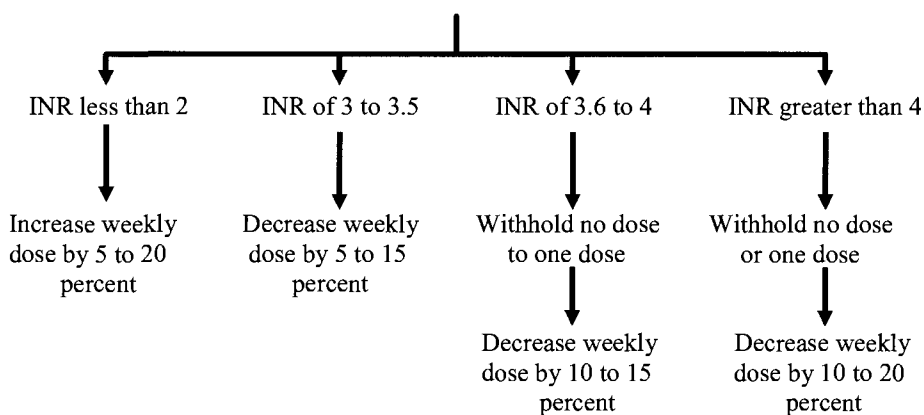 INR less than 2
INR of 3 to 3.5
INR of 3.6 to 4
INR greater than 4
Increase weekly
dose by 5 to 20
percent
Decrease weekly
dose by 5 to 15
percent
Withhold no dose
to one dose
Withhold no dose
or one dose
Decrease weekly
dose by 10 to 15
percent
Decrease weekly
dose by 10 to 20
percent